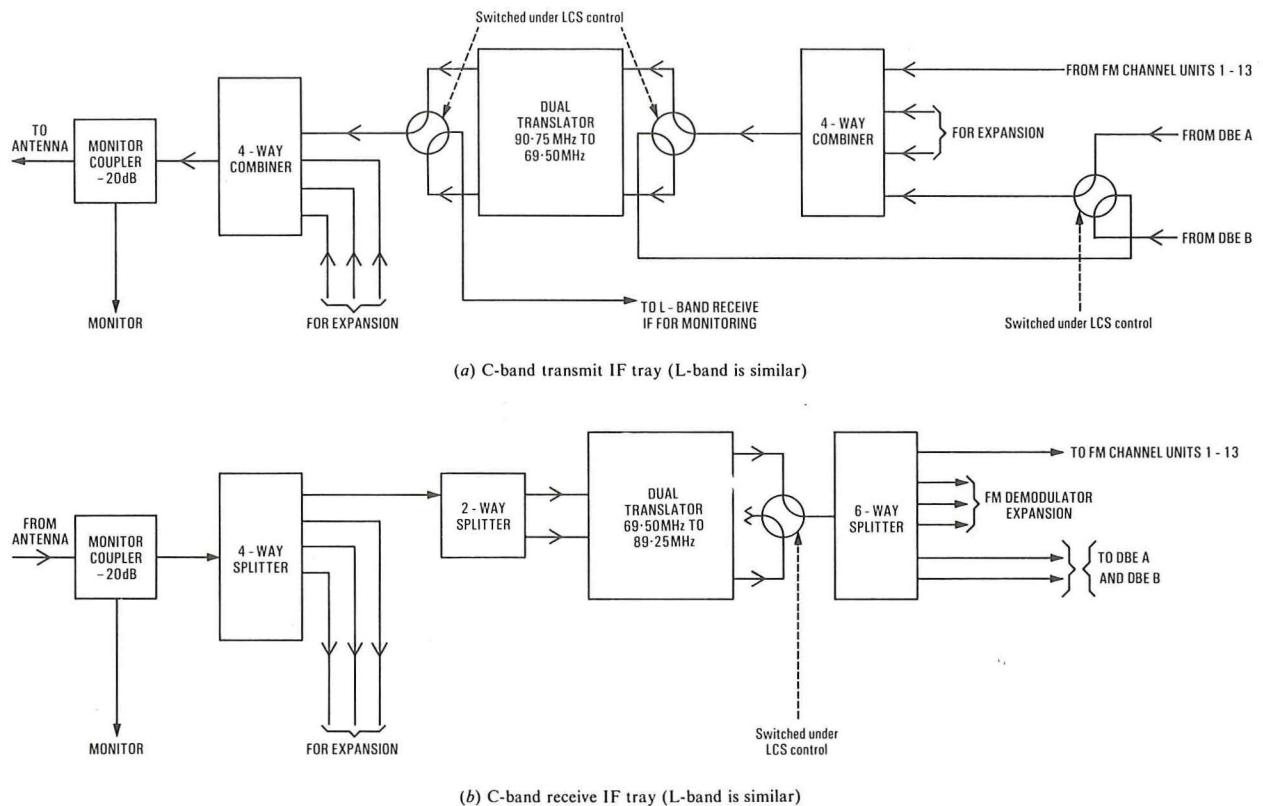 Switched under LCS control
TO
ANTENNA
MONITOR
COUPLER
– 20dB
4 - WAY
COMBINER
DUAL
TRANSLATOR
90·75 MHz TO
69·50MHz
4 - WAY
COMBINER
FROM FM CHANNEL UNITS 1 - 13
FOR EXPANSION
FROM DBE A
FROM DBE B
MONITOR
FOR EXPANSION
TO L - BAND RECEIVE
IF FOR MONITORING
Switched under LCS control
(a) C-band transmit IF tray (L-band is similar)
FROM
ANTENNA
MONITOR
COUPLER
– 20dB
4 - WAY
SPLITTER
2 - WAY
SPLITTER
DUAL
TRANSLATOR
69·50MHz TO
89·25MHz
6 - WAY
SPLITTER
TO FM CHANNEL UNITS 1 - 13
FM DEMODULATOR
EXPANSION
TO DBE A
AND DBE B
MONITOR
FOR EXPANSION
Switched under
LCS control
(b) C-band receive IF tray (L-band is similar)